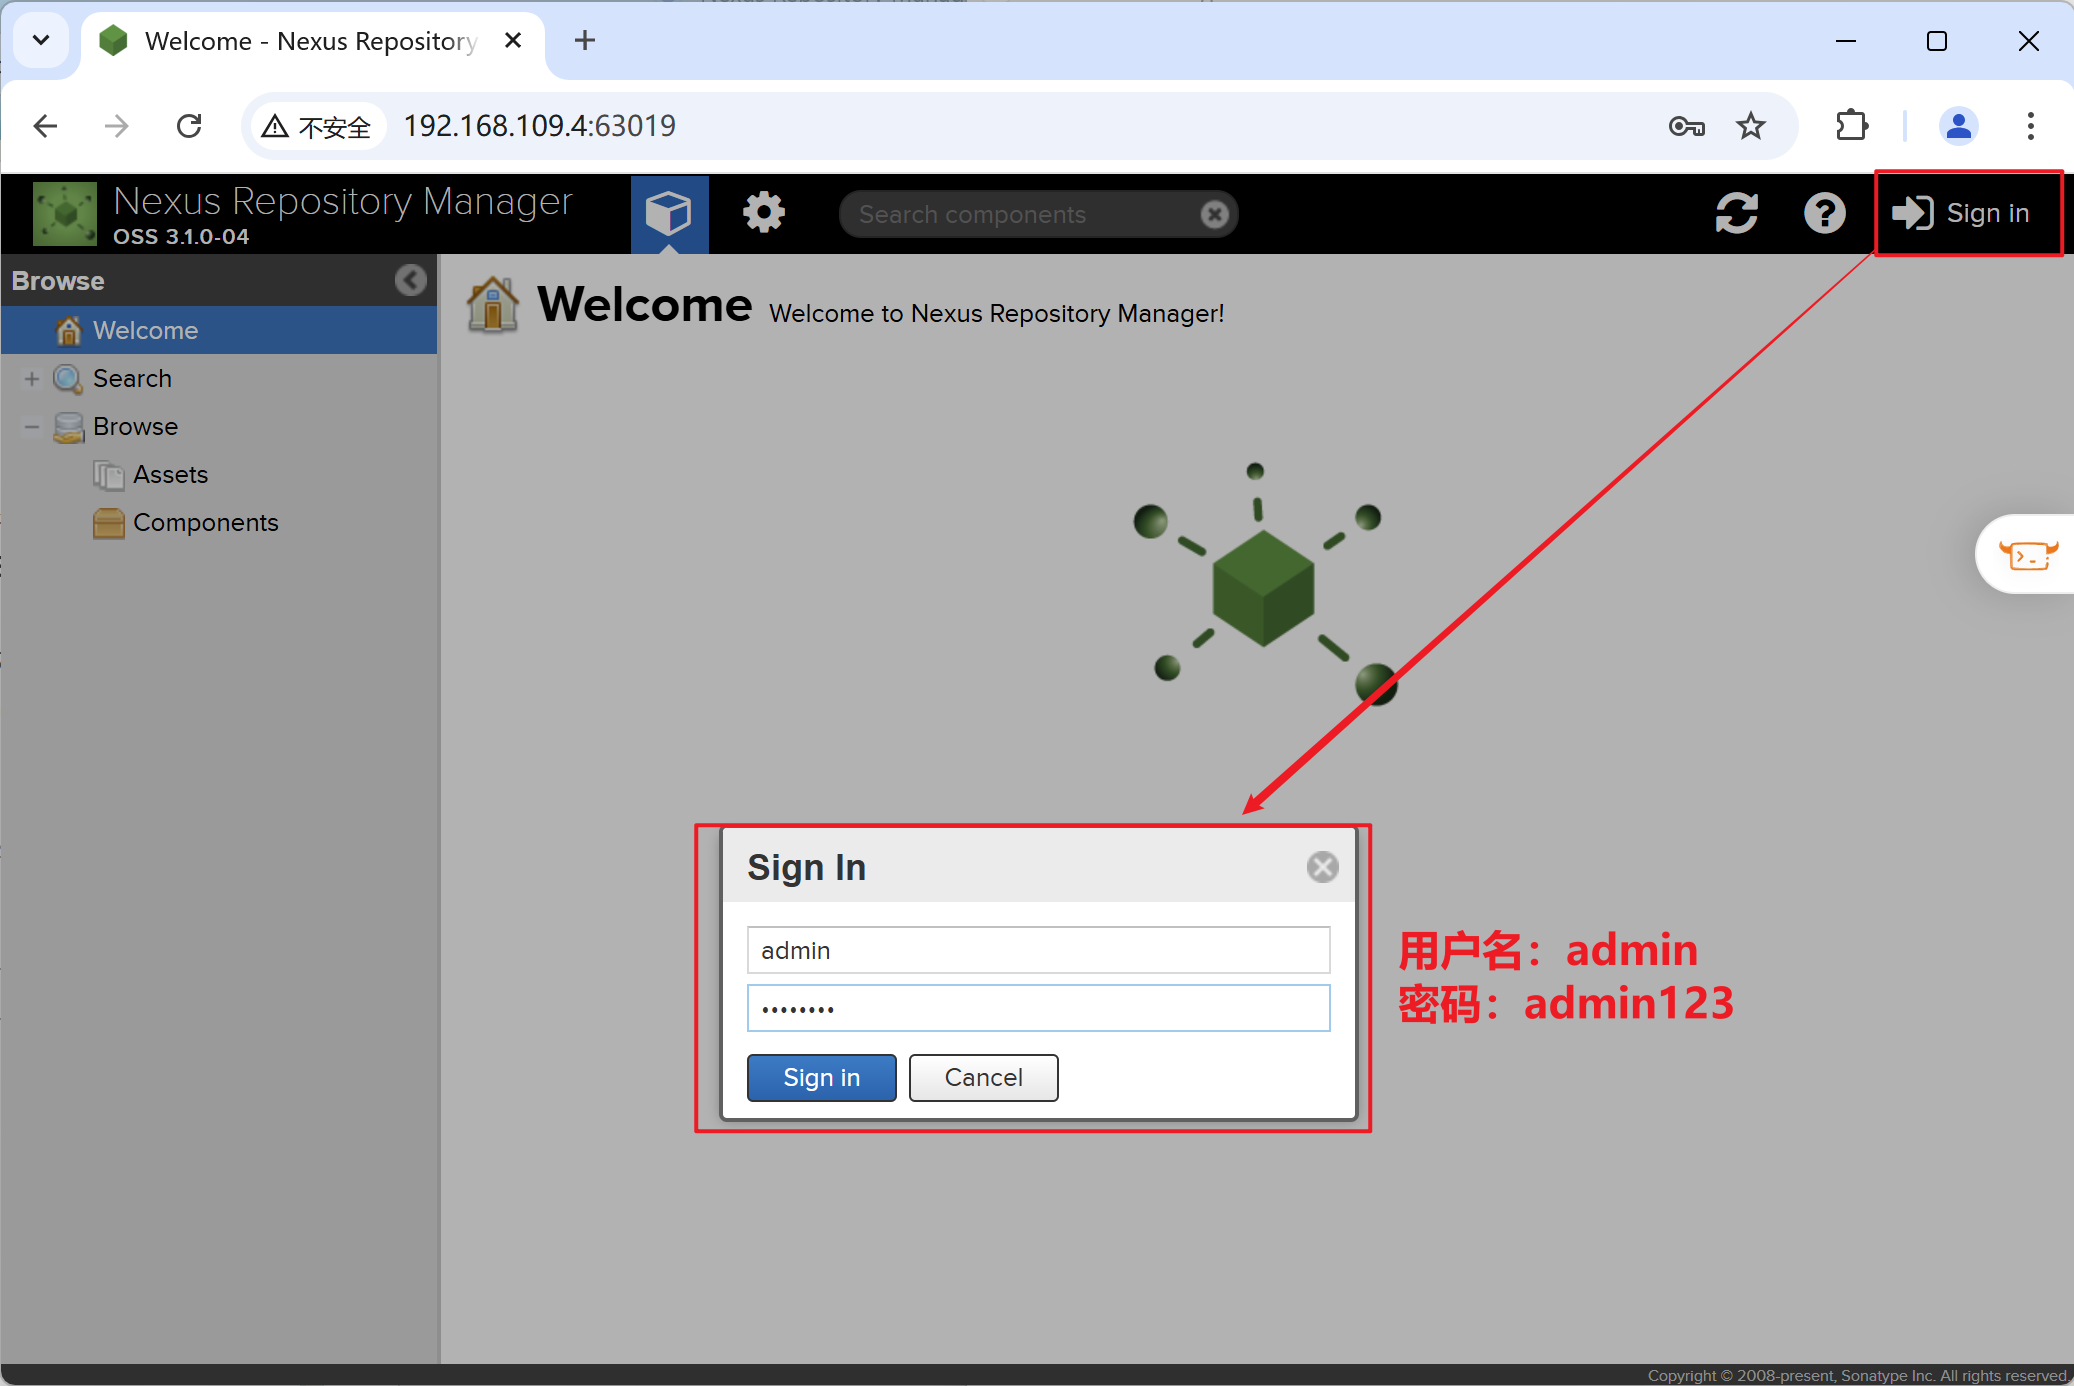 Welcome - Nexus Repository
不安全
192.168.109.4:63019
Nexus Repository Manager
OSS 3.1.0-04
Search components
Sign in
Browse
Welcome
Search
Browse
Assets
Components
Welcome Welcome to Nexus Repository Manager!
Sign In
admin
••••••••
Sign in
Cancel
用户名：admin
密码：admin123
Copyright © 2008-present, Sonatype Inc. All rights reserved.